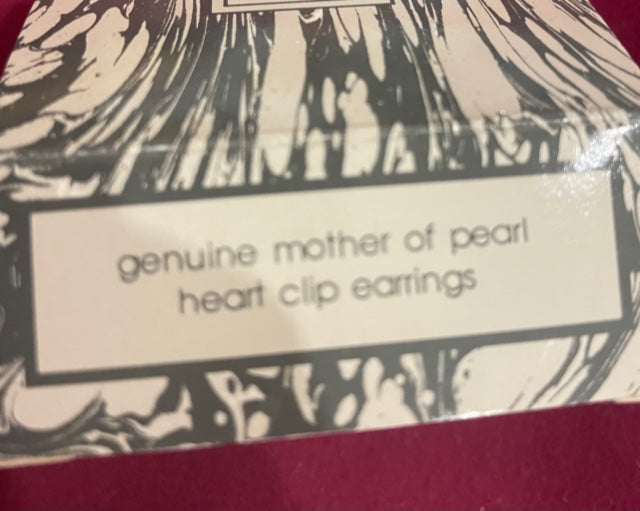 genuine mother of pearl
heart clip earrings